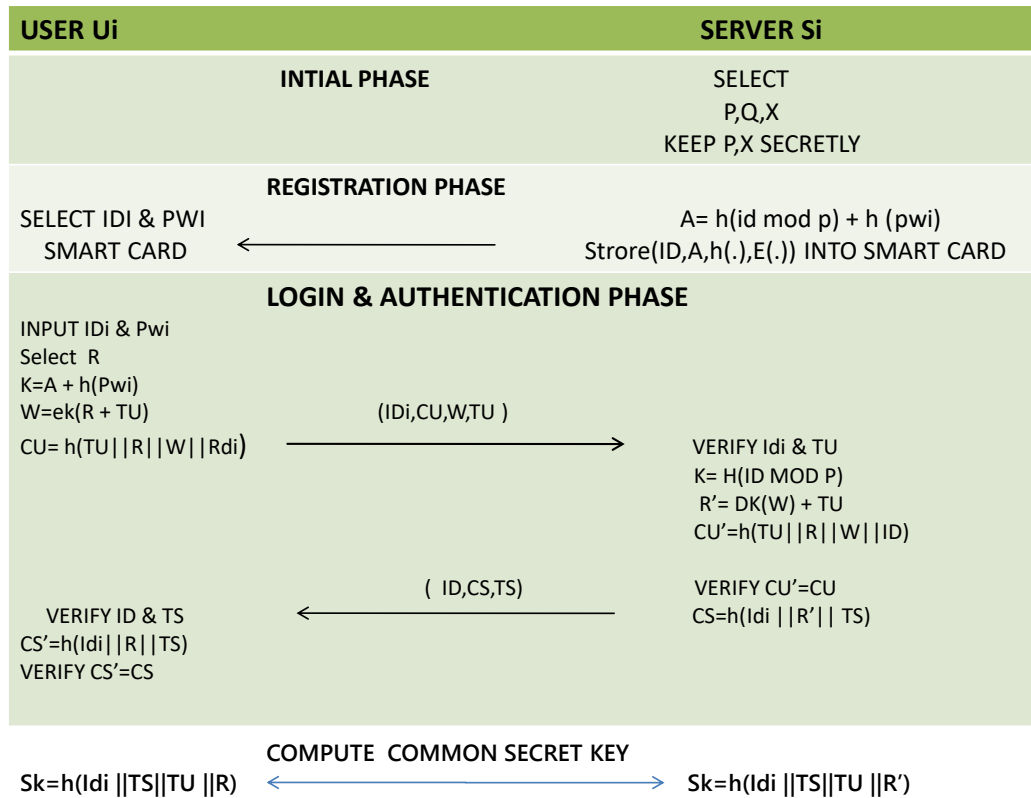 USER Ui SERVER Si
INTIAL PHASE SELECT
P,Q,X
KEEP P,X SECRETLY
REGISTRATION PHASE
SELECT IDI & PWI A= h(id mod p) + h (pwi)
SMART CARD Strore(ID,A,h(.),E(.)) INTO SMART CARD
LOGIN & AUTHENTICATION PHASE
INPUT IDi & Pwi
Select R
K=A + h(Pwi)
W=ek(R + TU) (IDi,CU,W,TU )
CU= h(TU||R||W||Rdi) VERIFY Idi & TU
K= H(ID MOD P)
R’= DK(W) + TU
CU’=h(TU||R||W||ID)
( ID,CS,TS) VERIFY CU’=CU
VERIFY ID & TS CS=h(Idi ||R’|| TS)
CS’=h(Idi||R||TS)
VERIFY CS’=CS
COMPUTE COMMON SECRET KEY
Sk=h(Idi ||TS||TU ||R) Sk=h(Idi ||TS||TU ||R’)